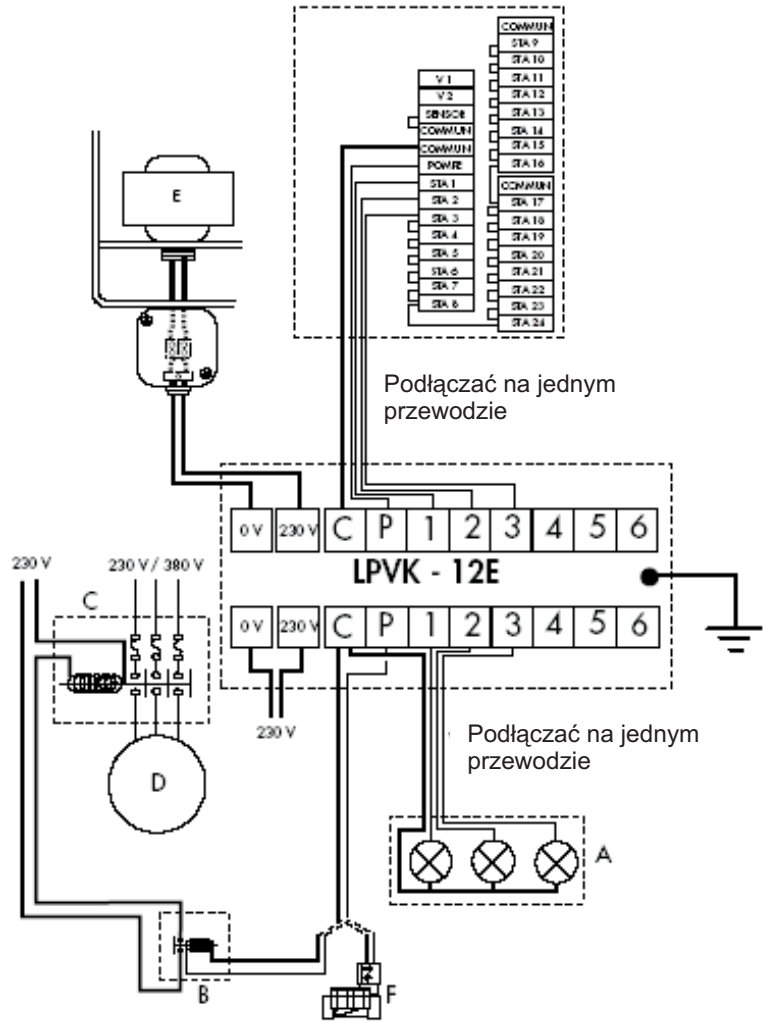 COMMUN
STA 9
STA 10
STA 11
STA 12
STA 13
STA 14
STA 15
STA 16
COMMUN
STA 17
STA 18
STA 19
STA 20
STA 21
STA 22
STA 23
STA 24
V 1
V 2
SENSOR
COMMUN
COMMUN
POMPE
STA 1
STA 2
STA 3
STA 4
STA 5
STA 6
STA 7
STA 8
E
Podłączać na jednym
przewodzie
0 V 230 V C P 1 2 3 4 5 6
LPVK - 12E
0 V 230 V C P 1 2 3 4 5 6
230 V
230 V / 380 V
C
D
230 V
Podłączać na jednym
przewodzie
A
B
F